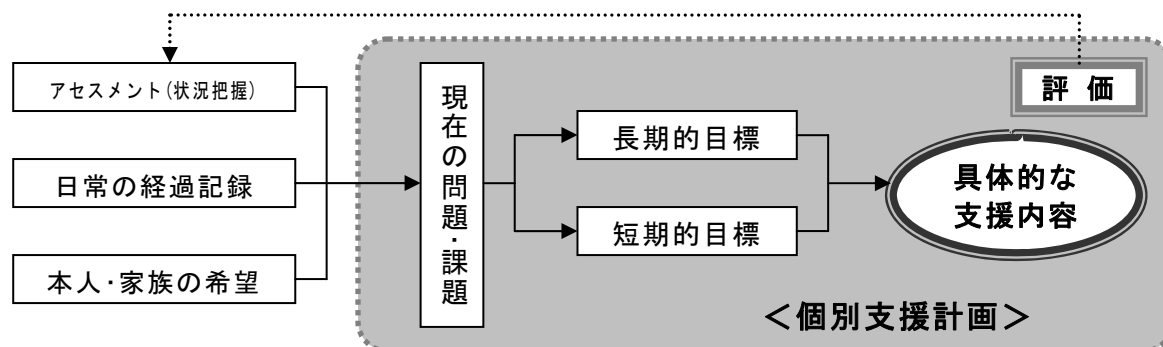 アセスメント(状況把握)
日常の経過記録
本人・家族の希望
現在の問題・課題
長期的目標
短期的目標
評 価
具体的な
支援内容
＜個別支援計画＞